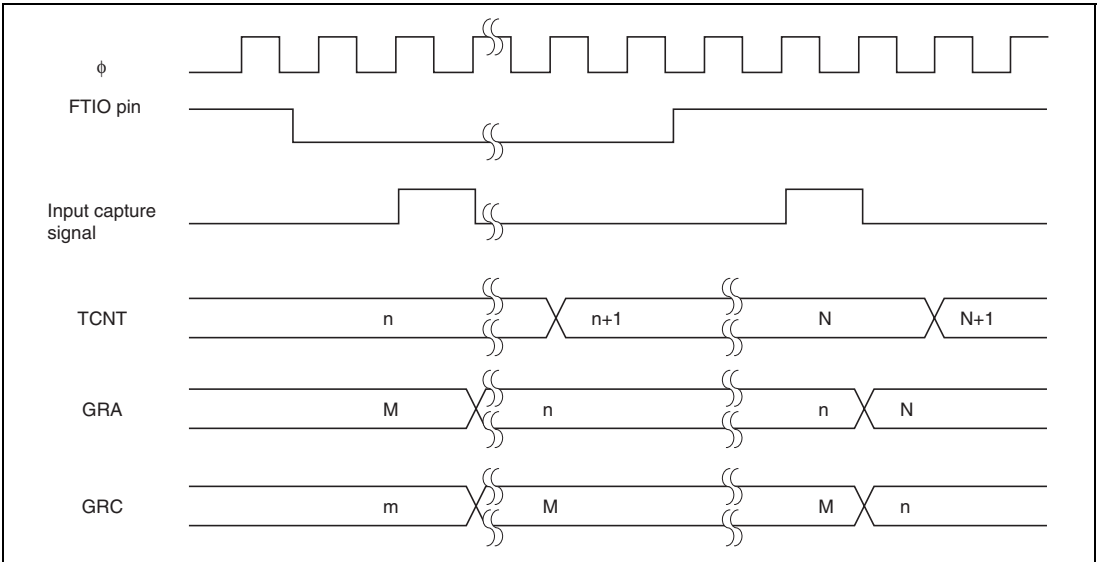 φ
FTIO pin
Input capture
signal
TCNT n n+1 N N+1
GRA M n n N
GRC m M M n